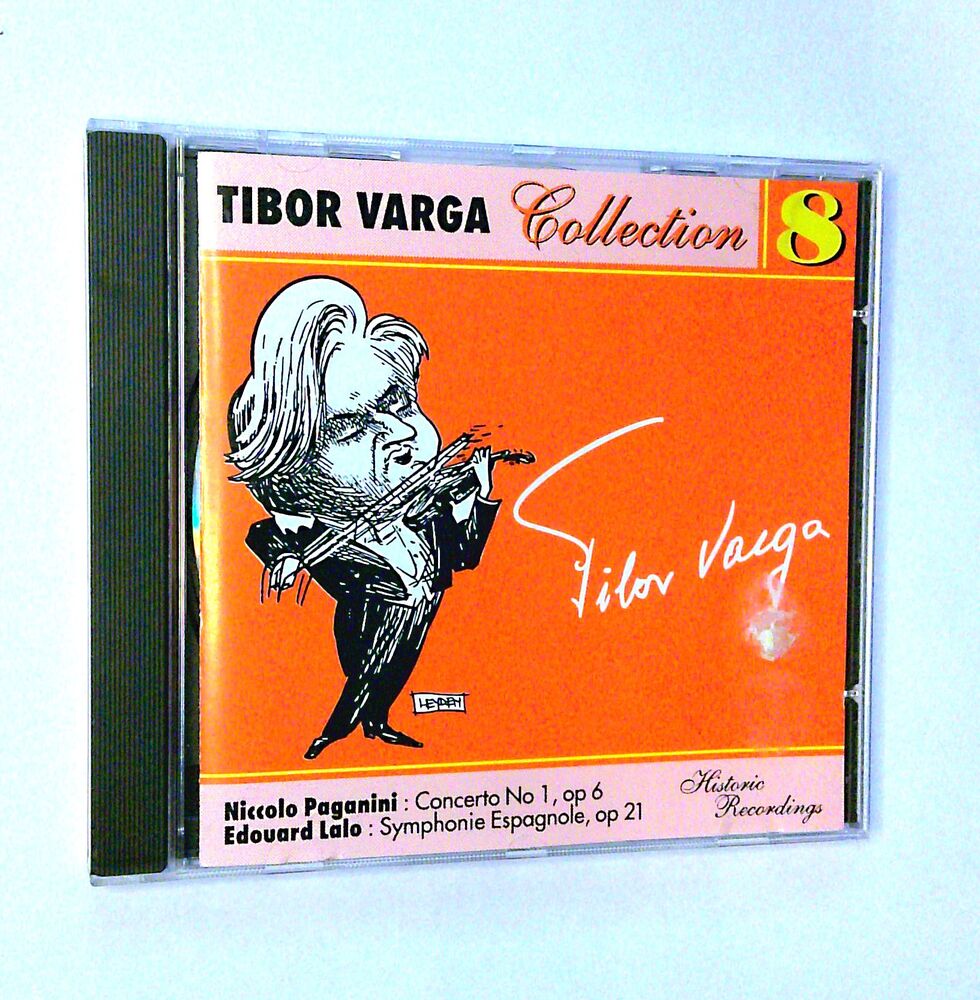 TIBOR VARGA Collection 8
Tibor Varga
LEYDEN
Niccolo Paganini : Concerto No 1, op 6
Edouard Lalo : Symphonie Espagnole, op 21
Historic
Recordings